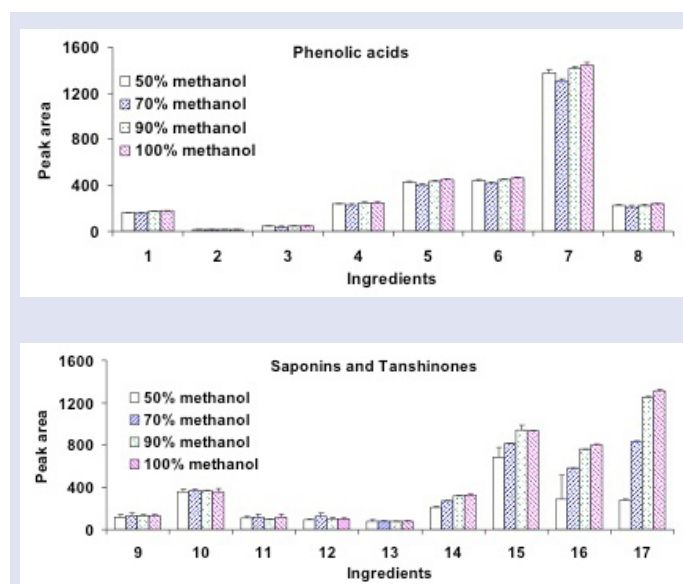 Phenolic acids
1600
1200
800
400
0
Peak area
50% methanol
70% methanol
90% methanol
100% methanol
1 2 3 4 5 6 7 8
Ingredients
Saponins and Tanshinones
1600
1200
800
400
0
Peak area
50% methanol
70% methanol
90% methanol
100% methanol
9 10 11 12 13 14 15 16 17
Ingredients